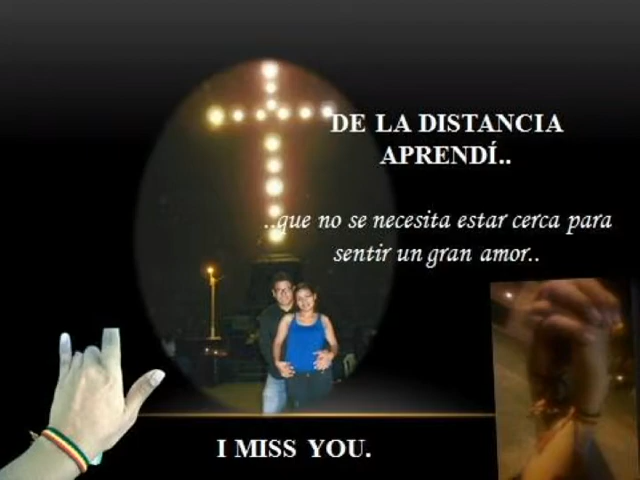 DE LA DISTANCIA
APRENDÍ..
..que no se necesita estar cerca para
sentir un gran amor..
I MISS YOU.